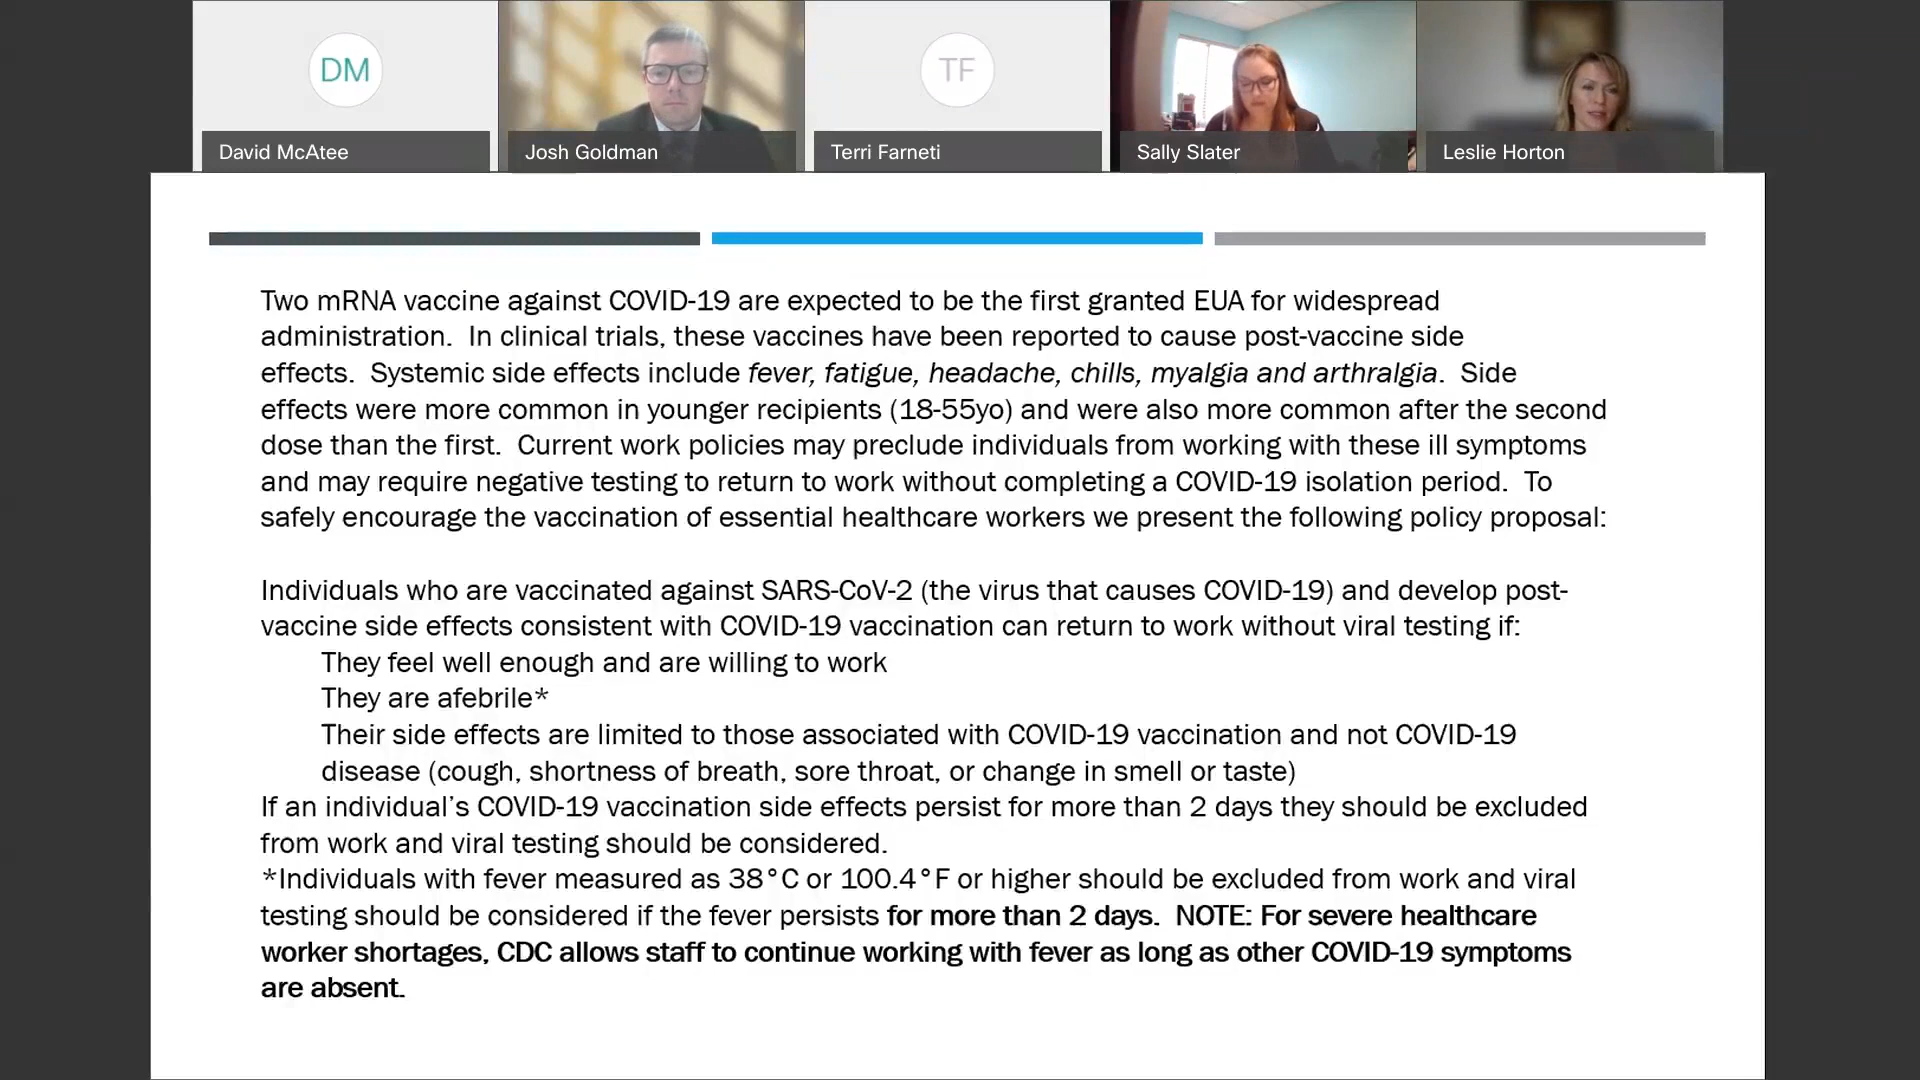 DM
TF
David McAtee
Josh Goldman
Terri Farneti
Sally Slater
Leslie Horton
Two mRNA vaccine against COVID-19 are expected to be the first granted EUA for widespread
administration.  In clinical trials, these vaccines have been reported to cause post-vaccine side
effects.  Systemic side effects include fever, fatigue, headache, chills, myalgia and arthralgia.  Side
effects were more common in younger recipients (18-55yo) and were also more common after the second
dose than the first.  Current work policies may preclude individuals from working with these ill symptoms
and may require negative testing to return to work without completing a COVID-19 isolation period.  To
safely encourage the vaccination of essential healthcare workers we present the following policy proposal:
Individuals who are vaccinated against SARS-CoV-2 (the virus that causes COVID-19) and develop post-
vaccine side effects consistent with COVID-19 vaccination can return to work without viral testing if:
They feel well enough and are willing to work
They are afebrile*
Their side effects are limited to those associated with COVID-19 vaccination and not COVID-19
disease (cough, shortness of breath, sore throat, or change in smell or taste)
If an individual’s COVID-19 vaccination side effects persist for more than 2 days they should be excluded
from work and viral testing should be considered.
*Individuals with fever measured as 38°C or 100.4°F or higher should be excluded from work and viral
testing should be considered if the fever persists for more than 2 days.  NOTE: For severe healthcare
worker shortages, CDC allows staff to continue working with fever as long as other COVID-19 symptoms
are absent.